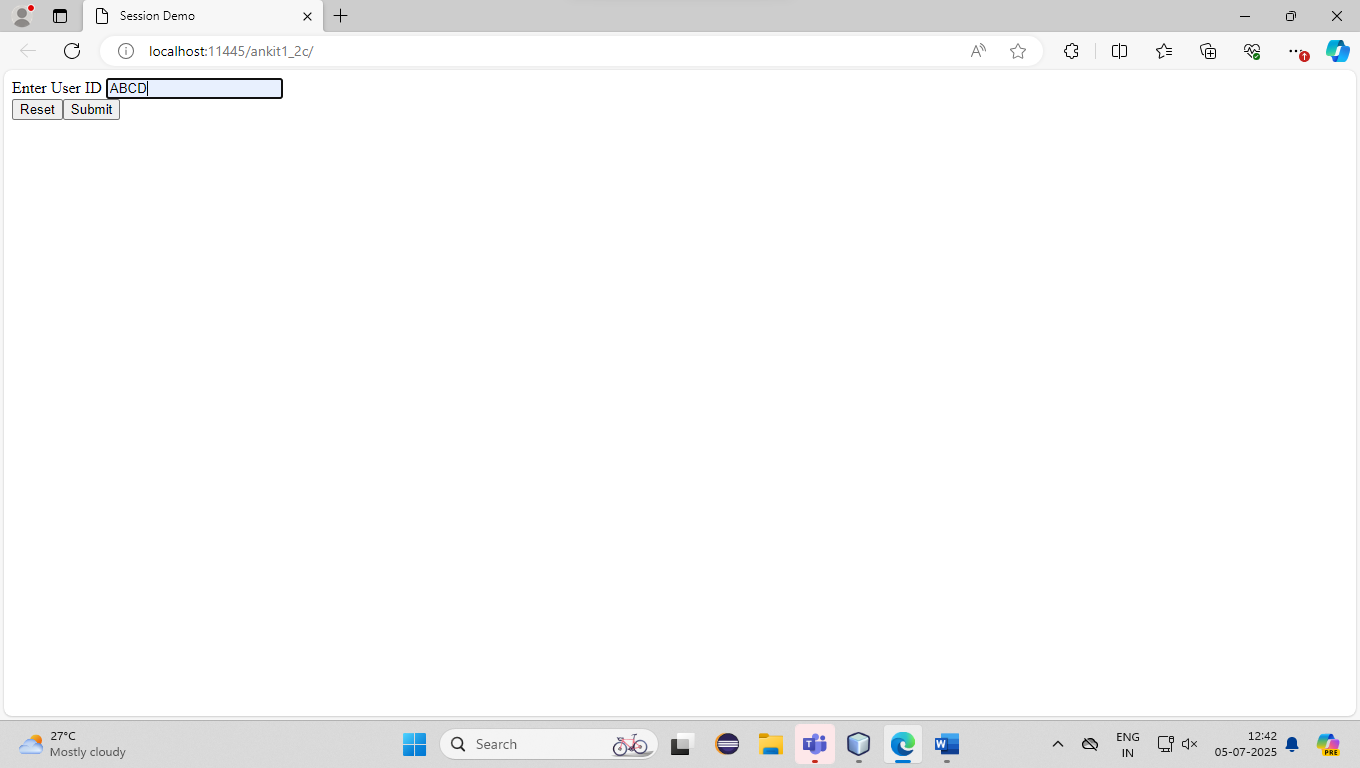 Session Demo
localhost:11445/ankit1_2c/
Enter User ID ABCD
Reset Submit
27°C
Mostly cloudy
Search
ENG
IN
12:42
05-07-2025
PRE